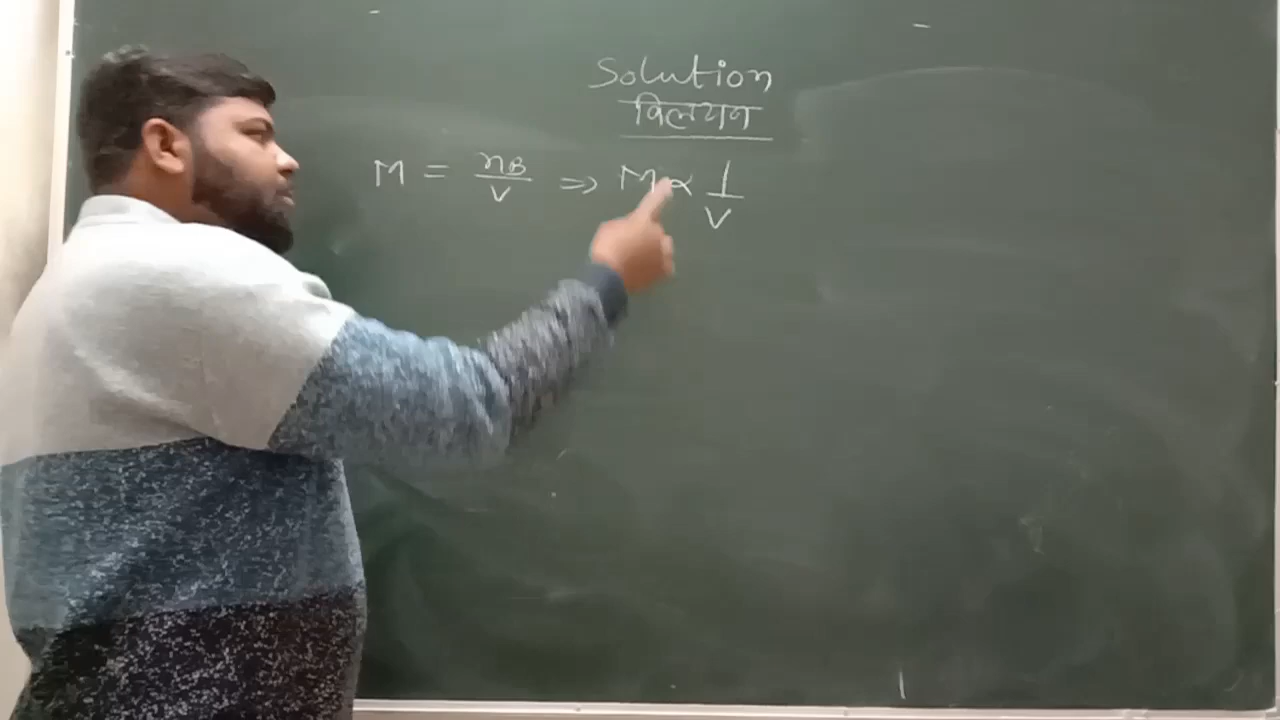 Solution
विलयन
M = nB/V ⇒ M ∝ 1/V